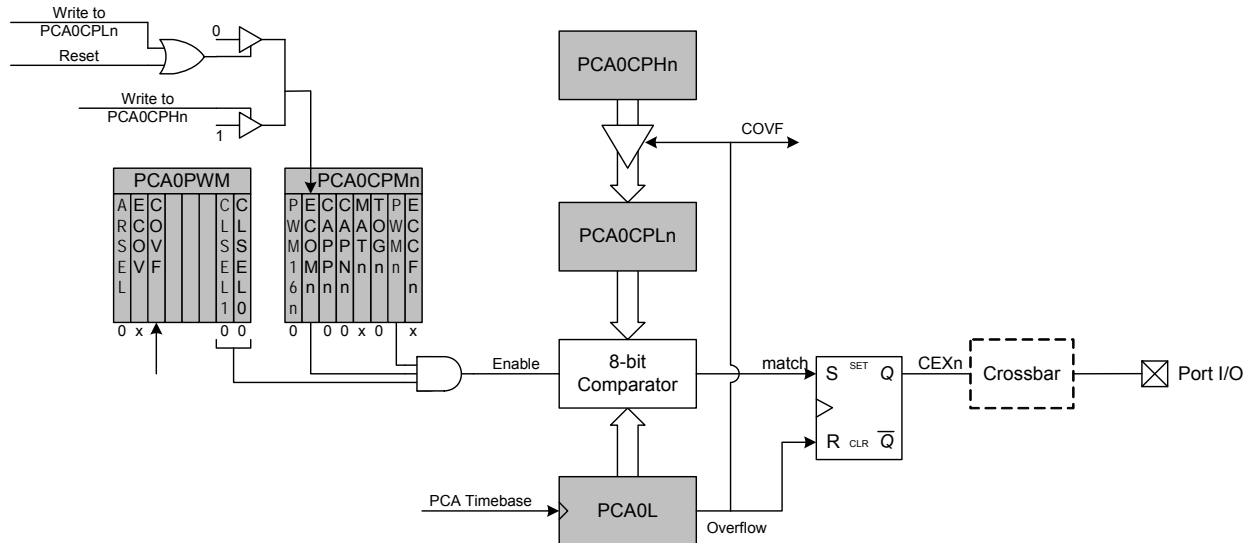 Write to
PCA0CPLn
Reset
0
Write to
PCA0CPHn
1
PCA0CPHn
COVF
PCA0PWM
ARSEL
ECOV
COVF
CLSEL1
CLSEL0
0 x 0 0
PCA0CPMn
PWM16n
ECOMn
CAPPn
CAPNn
MATn
TOGn
PWMn
ECCFn
0 0 0 x 0 x
PCA0CPLn
Enable
8-bit
Comparator
match
S SET Q
R CLR Q
CEXn
Crossbar
Port I/O
PCA Timebase
PCA0L
Overflow